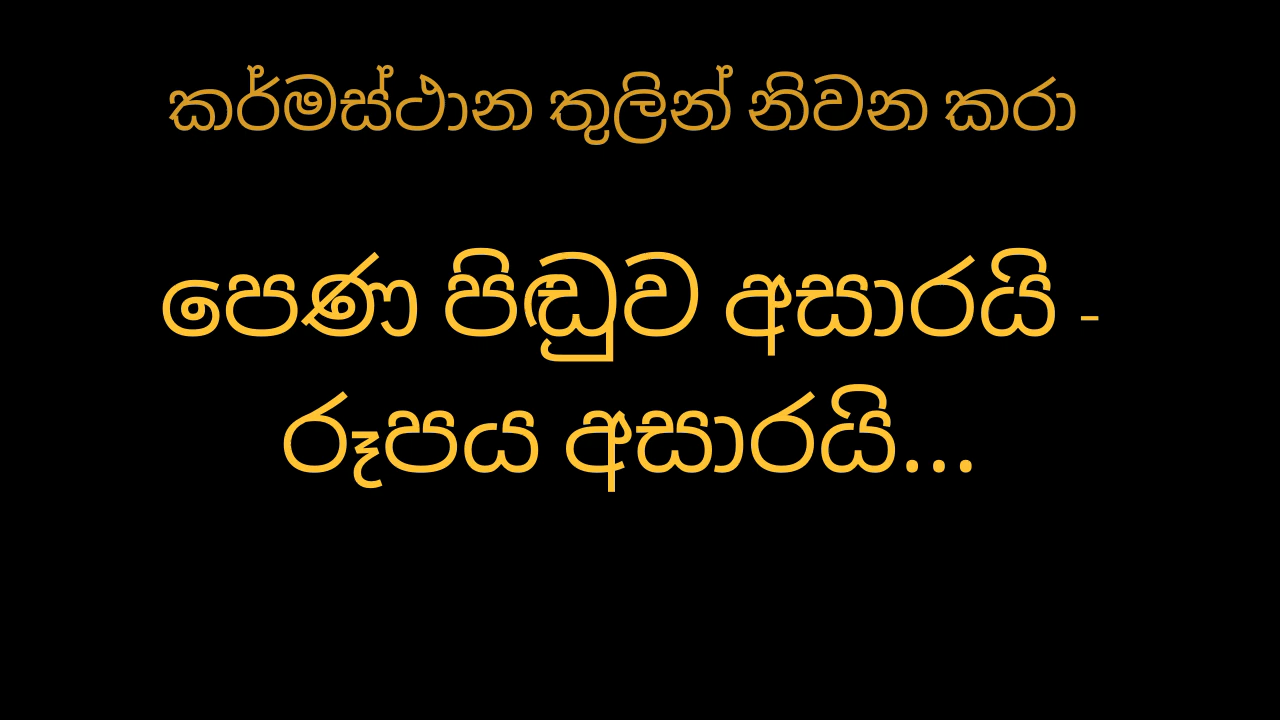 කර්මස්ථාන තුලින් නිවන කරා
පෙණ පිඬුව අසාරයි -
රූපය අසාරයි...